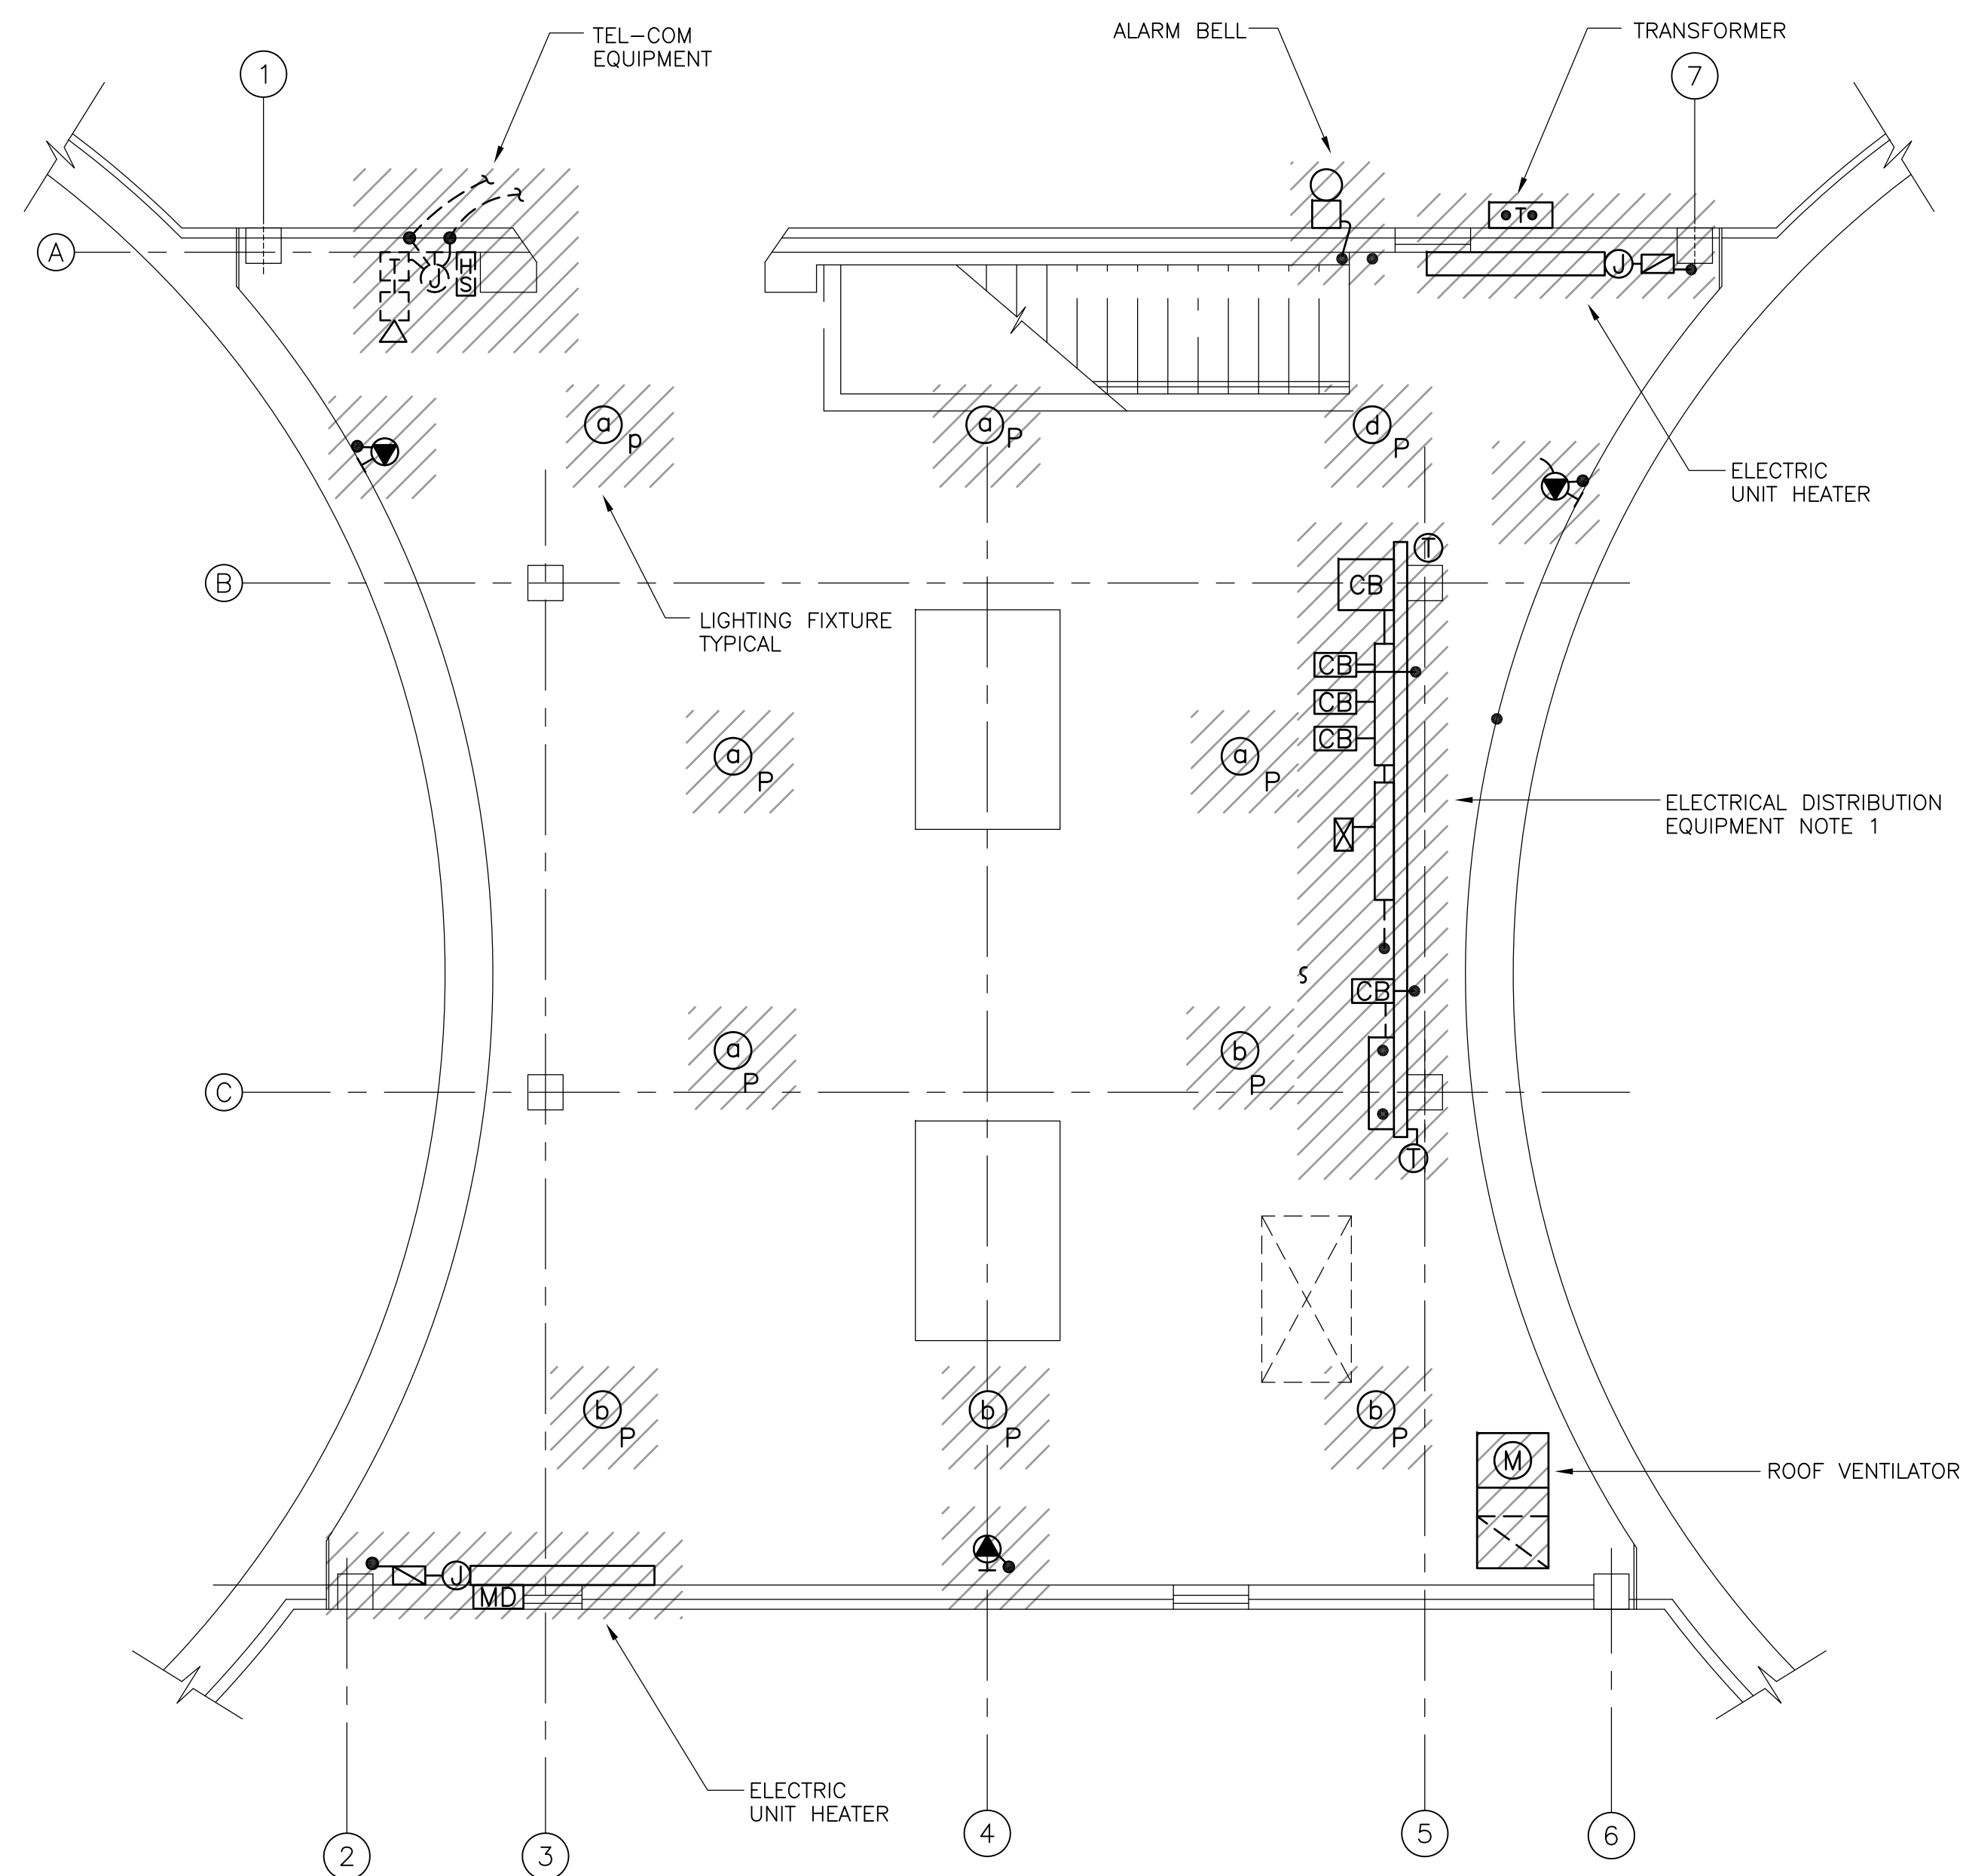 TEL-COM
EQUIPMENT
ALARM BELL
TRANSFORMER
1
7
A
T
T
J
H
S
T
J
a
p
a
P
d
P
ELECTRIC
UNIT HEATER
T
B
CB
LIGHTING FIXTURE
TYPICAL
CB
CB
CB
a
P
a
P
ELECTRICAL DISTRIBUTION
EQUIPMENT NOTE 1
S
CB
a
P
b
P
C
T
b
P
b
P
b
P
M
ROOF VENTILATOR
J
MD
ELECTRIC
UNIT HEATER
2
3
4
5
6